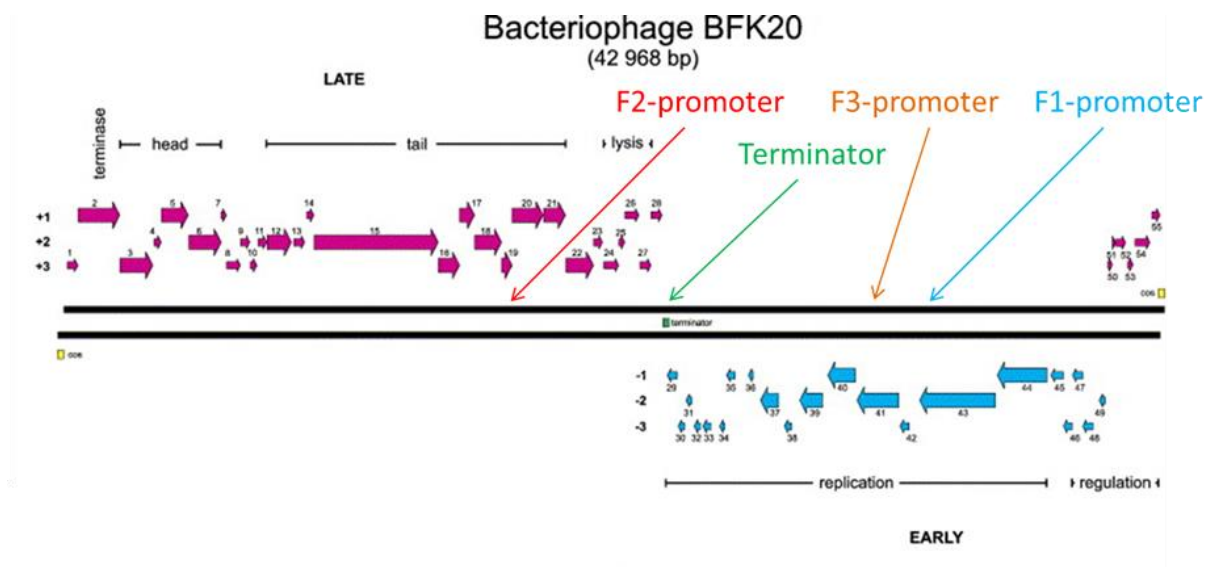 Bacteriophage BFK20
(42 968 bp)
LATE
F2-promoter F3-promoter F1-promoter
terminase head tail lysis
Terminator
7 14 17 26
2 5 20 21 28
+1
55
4 9 11 12 13 15 18 23 25
6
+2
51 52 54
1 3 8 10 16 19 22 24 27
+3
50 53
cos
terminator
cos
-1
29 35 36 40 44 45 47
-2
31 37 39 41 43 49
-3
30 32 33 34 38 42 46 48
replication regulation
EARLY